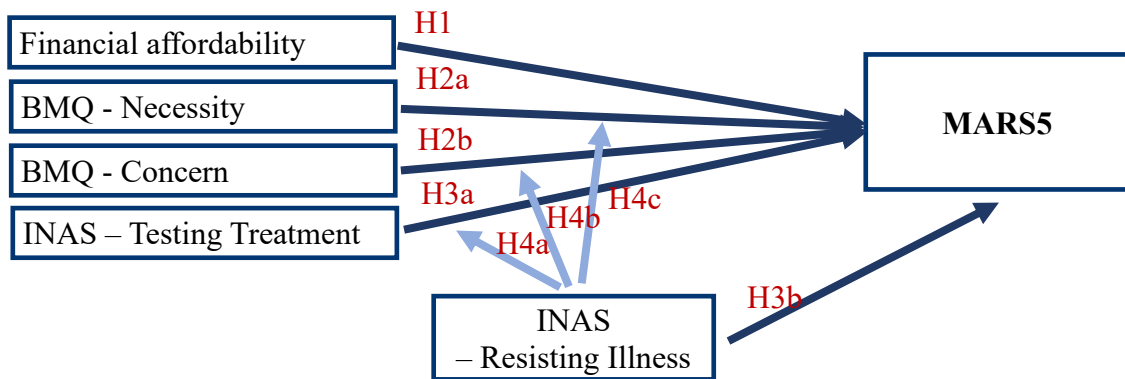 Financial affordability
H1
BMQ - Necessity
H2a
BMQ - Concern
H2b
INAS – Testing Treatment
H3a
H4a
H4b
H4c
MARS5
INAS
– Resisting Illness
H3b